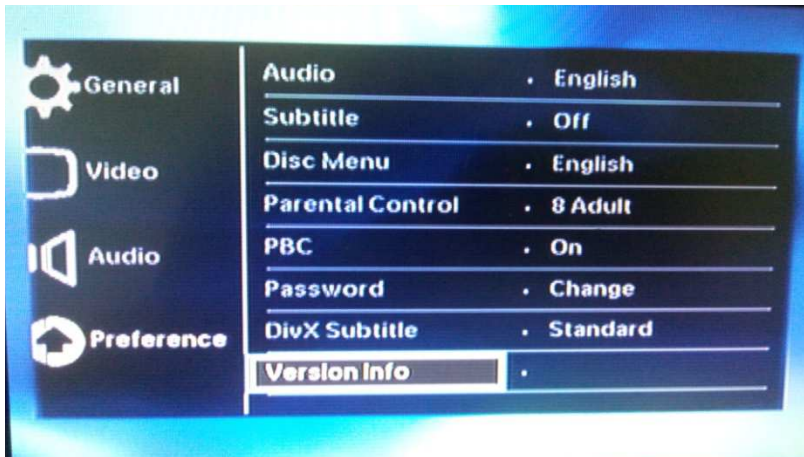 General
Video
Audio
Preference
Audio · English
Subtitle · Off
Disc Menu · English
Parental Control · 8 Adult
PBC · On
Password · Change
DivX Subtitle · Standard
Version Info ·